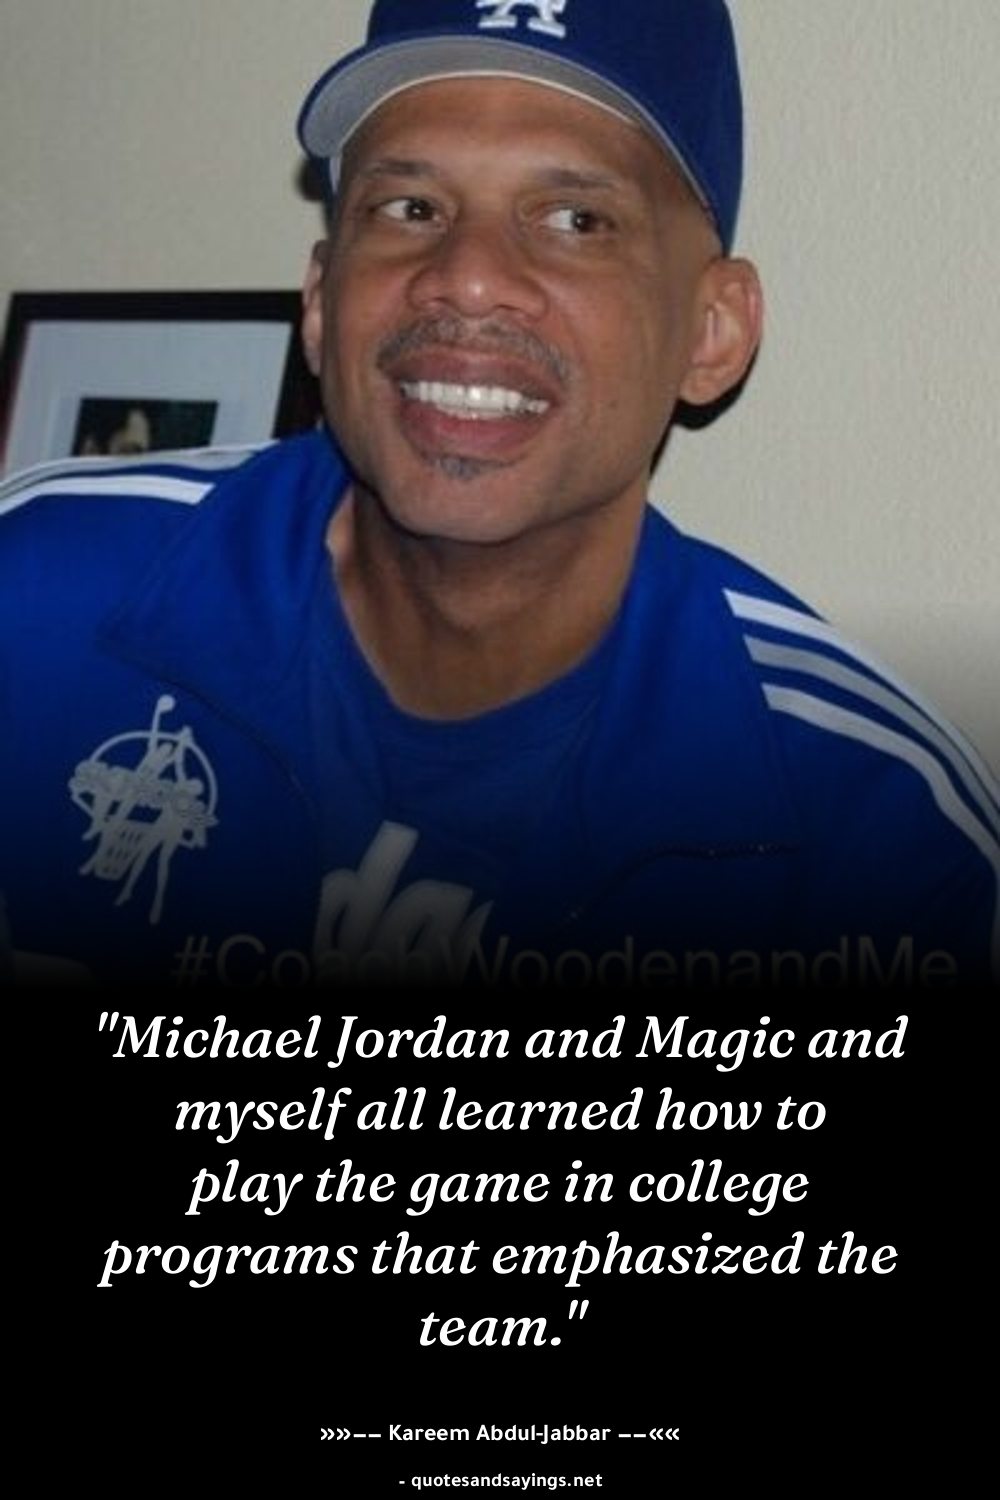 #CoachWoodenandMe
"Michael Jordan and Magic and
myself all learned how to
play the game in college
programs that emphasized the
team."
»»–– Kareem Abdul-Jabbar ––««
- quotesandsayings.net